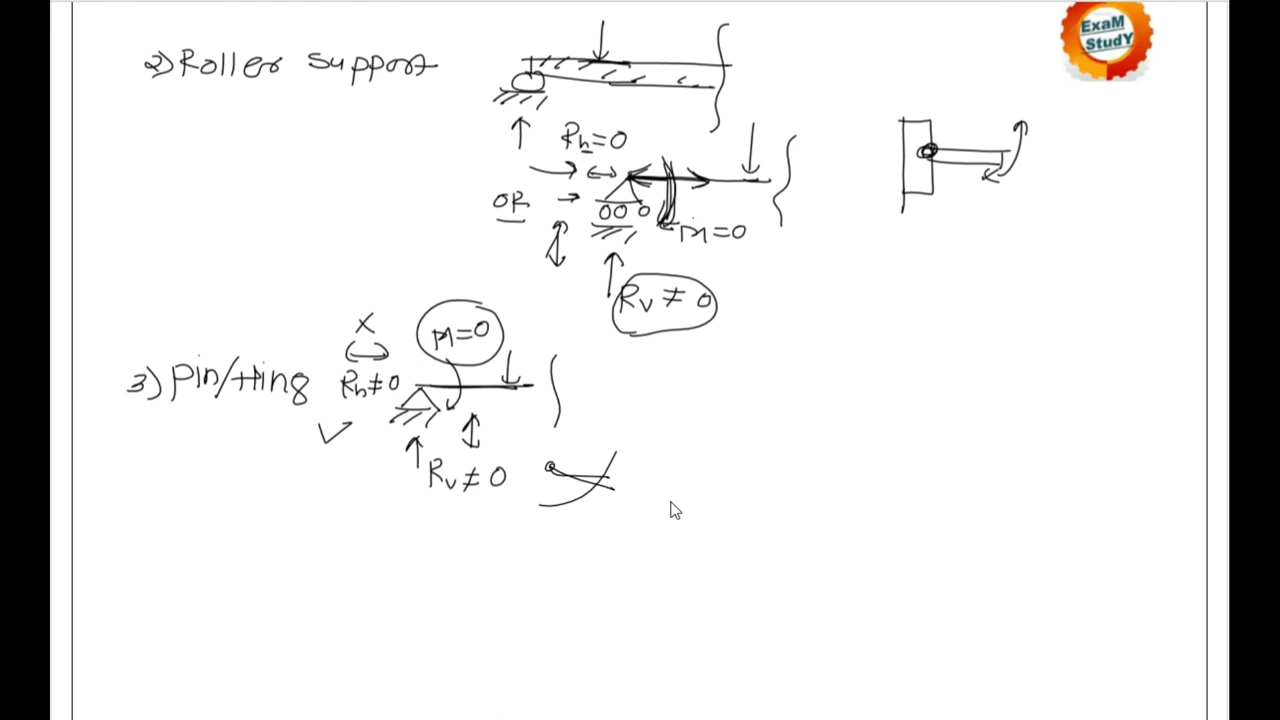 ExaM
StudY
2) Roller support
Rh=0
OR
M=0
Rv ≠ 0
M=0
3) Pin/Hing Rh≠0
Rv ≠ 0